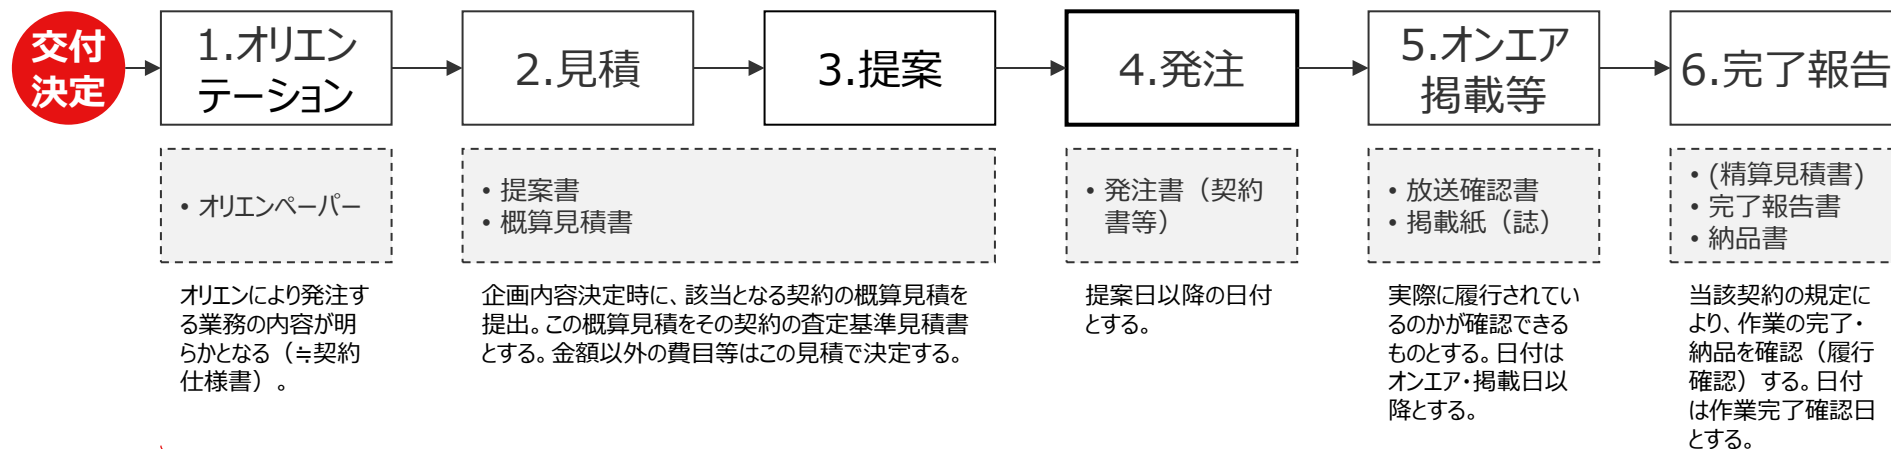 交付
決定
1.オリエン
テーション
2.見積
3.提案
4.発注
5.オンエア
掲載等
6.完了報告
• オリエンペーパー
• 提案書
• 概算見積書
• 発注書（契約
書等）
• 放送確認書
• 掲載紙（誌）
• (精算見積書)
• 完了報告書
• 納品書
オリエンにより発注す
る業務の内容が明
らかとなる（≒契約
仕様書）。
企画内容決定時に、該当となる契約の概算見積を
提出。この概算見積をその契約の査定基準見積書
とする。金額以外の費目等はこの見積で決定する。
提案日以降の日付
とする。
実際に履行されてい
るのかが確認できる
ものとする。日付は
オンエア・掲載日以
降とする。
当該契約の規定に
より、作業の完了・
納品を確認（履行
確認）する。日付
は作業完了確認日
とする。